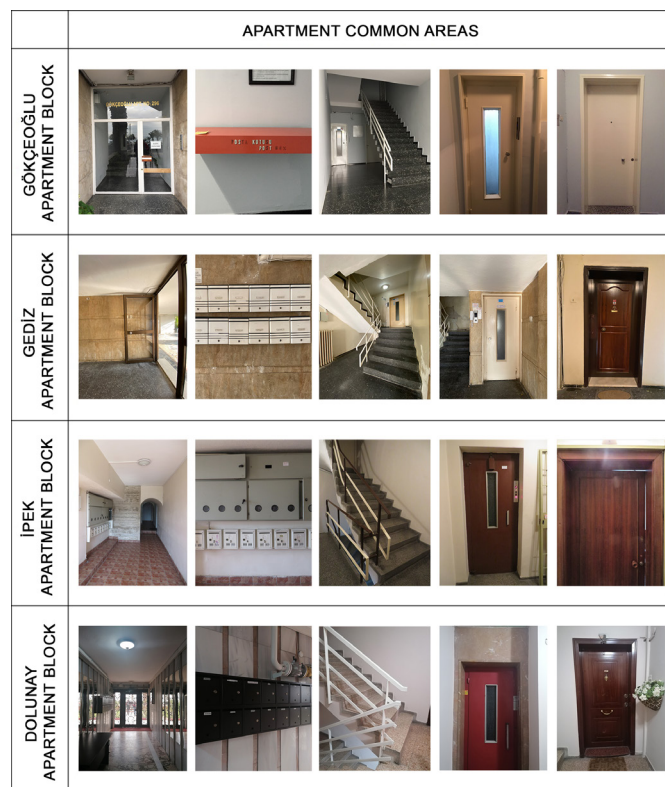 APARTMENT COMMON AREAS
GÖKÇEOĞLU
APARTMENT BLOCK
GEDİZ
APARTMENT BLOCK
İPEK
APARTMENT BLOCK
DOLUNAY
APARTMENT BLOCK